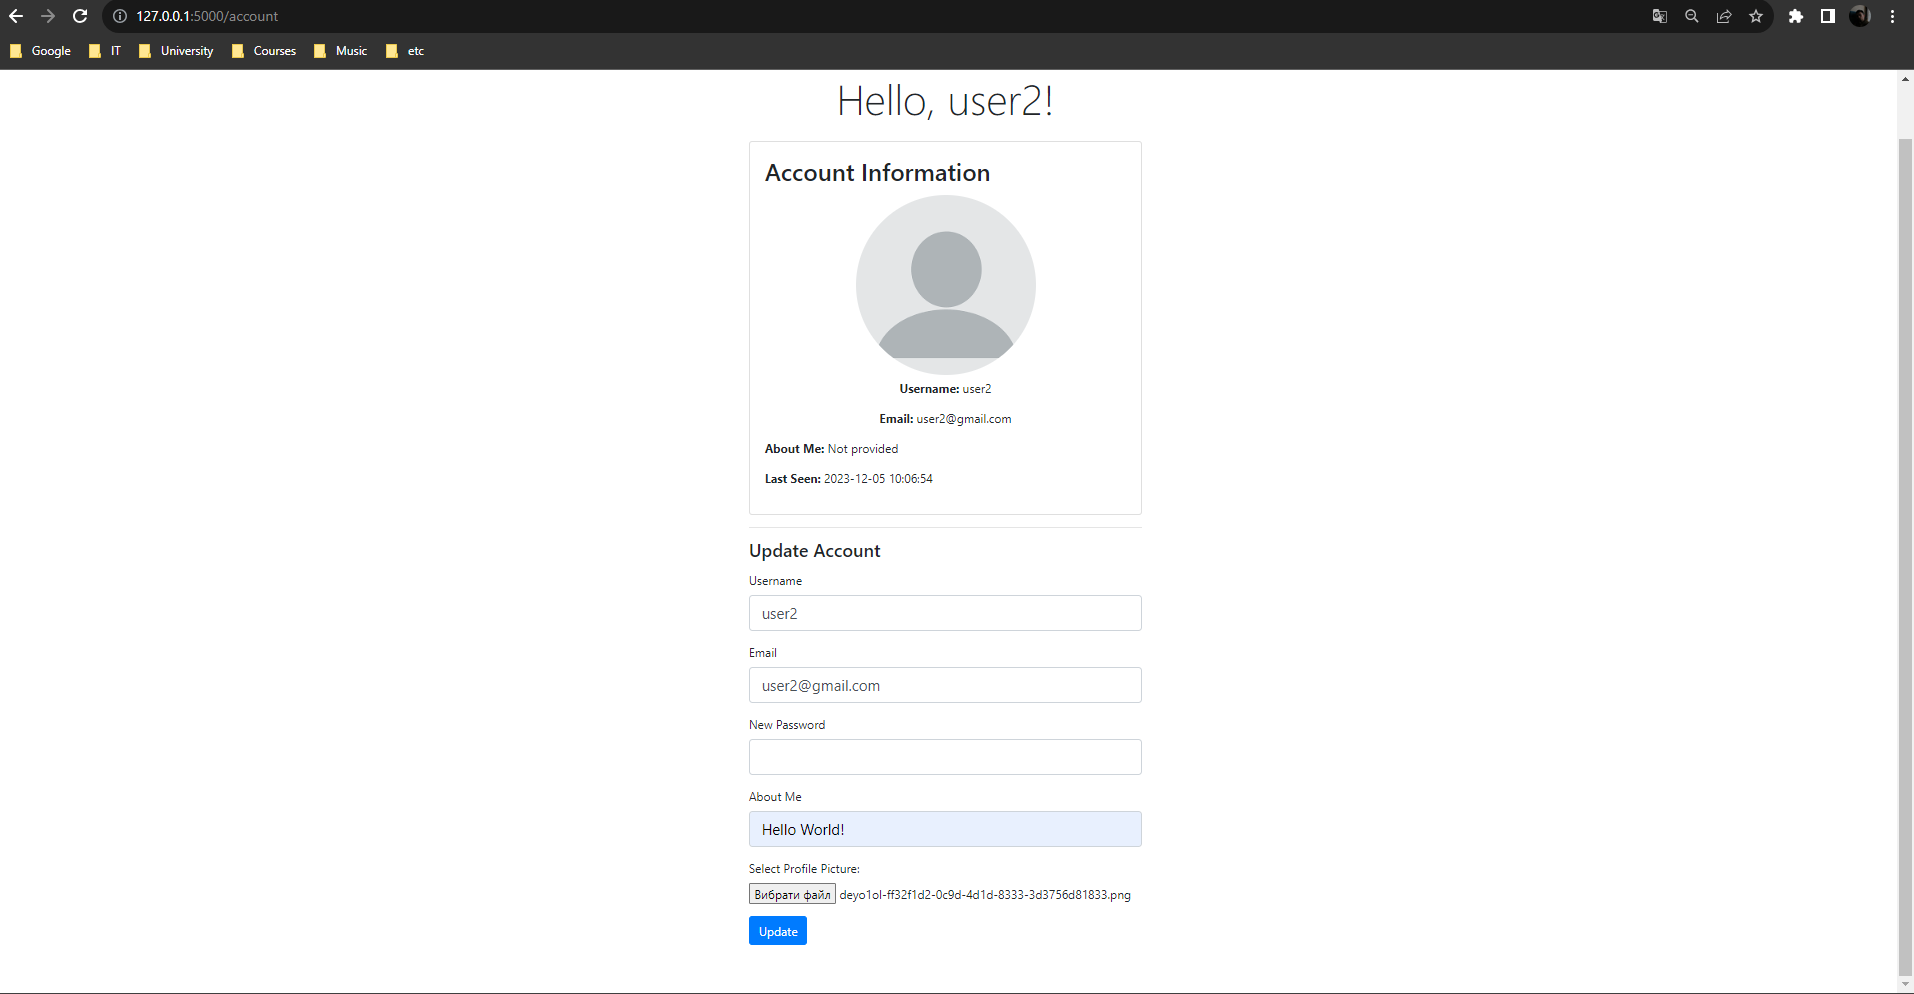 127.0.0.1:5000/account
Google IT University Courses Music etc
Hello, user2!
Account Information
Username: user2
Email: user2@gmail.com
About Me: Not provided
Last Seen: 2023-12-05 10:06:54
Update Account
Username
user2
Email
user2@gmail.com
New Password
About Me
Hello World!
Select Profile Picture:
Вибрати файл deyo1ol-ff32f1d2-0c9d-4d1d-8333-3d3756d81833.png
Update